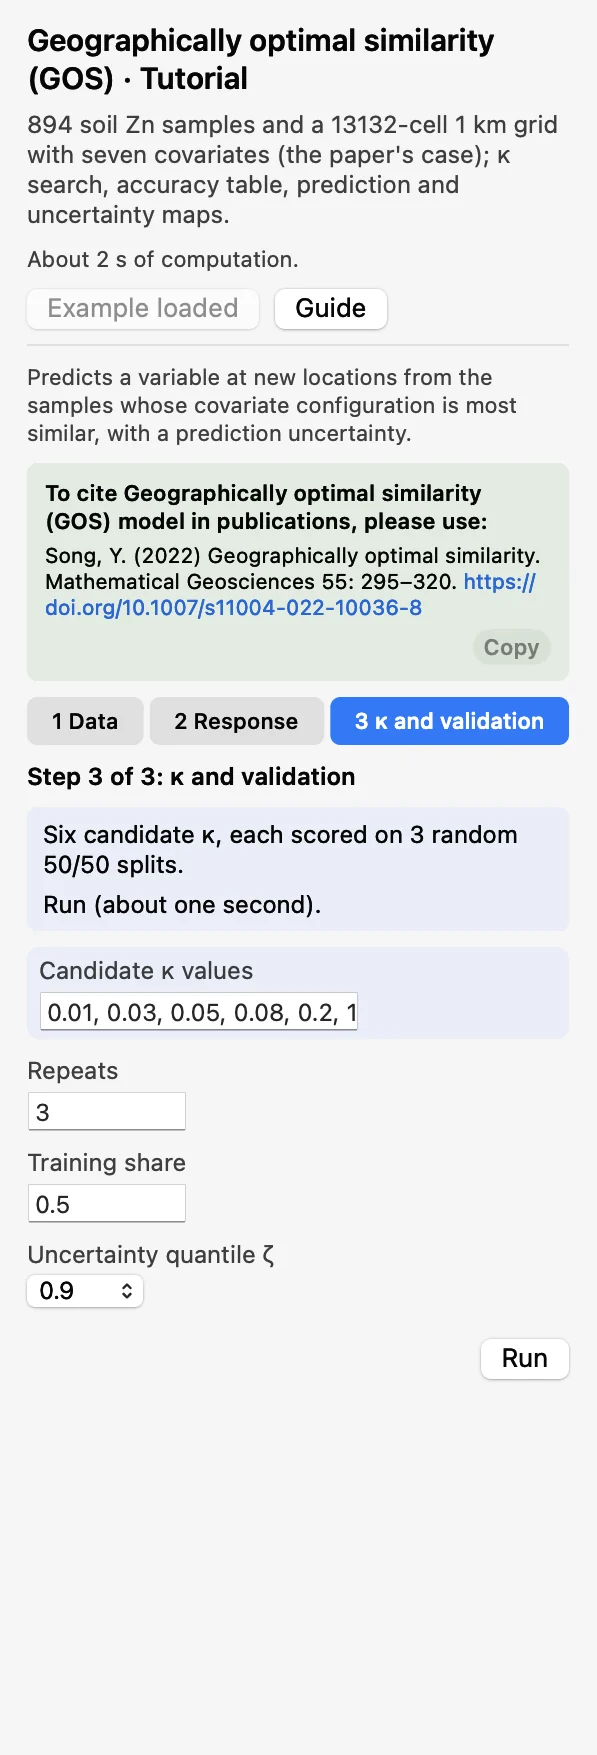 Geographically optimal similarity
(GOS) · Tutorial
894 soil Zn samples and a 13132-cell 1 km grid
with seven covariates (the paper's case); κ
search, accuracy table, prediction and
uncertainty maps.
About 2 s of computation.
Example loaded
Guide
Predicts a variable at new locations from the
samples whose covariate configuration is most
similar, with a prediction uncertainty.
To cite Geographically optimal similarity
(GOS) model in publications, please use:
Song, Y. (2022) Geographically optimal similarity.
Mathematical Geosciences 55: 295–320. https://
doi.org/10.1007/s11004-022-10036-8
Copy
1 Data
2 Response
3 κ and validation
Step 3 of 3: κ and validation
Six candidate κ, each scored on 3 random
50/50 splits.
Run (about one second).
Candidate κ values
0.01, 0.03, 0.05, 0.08, 0.2, 1
Repeats
3
Training share
0.5
Uncertainty quantile ζ
0.9
Run